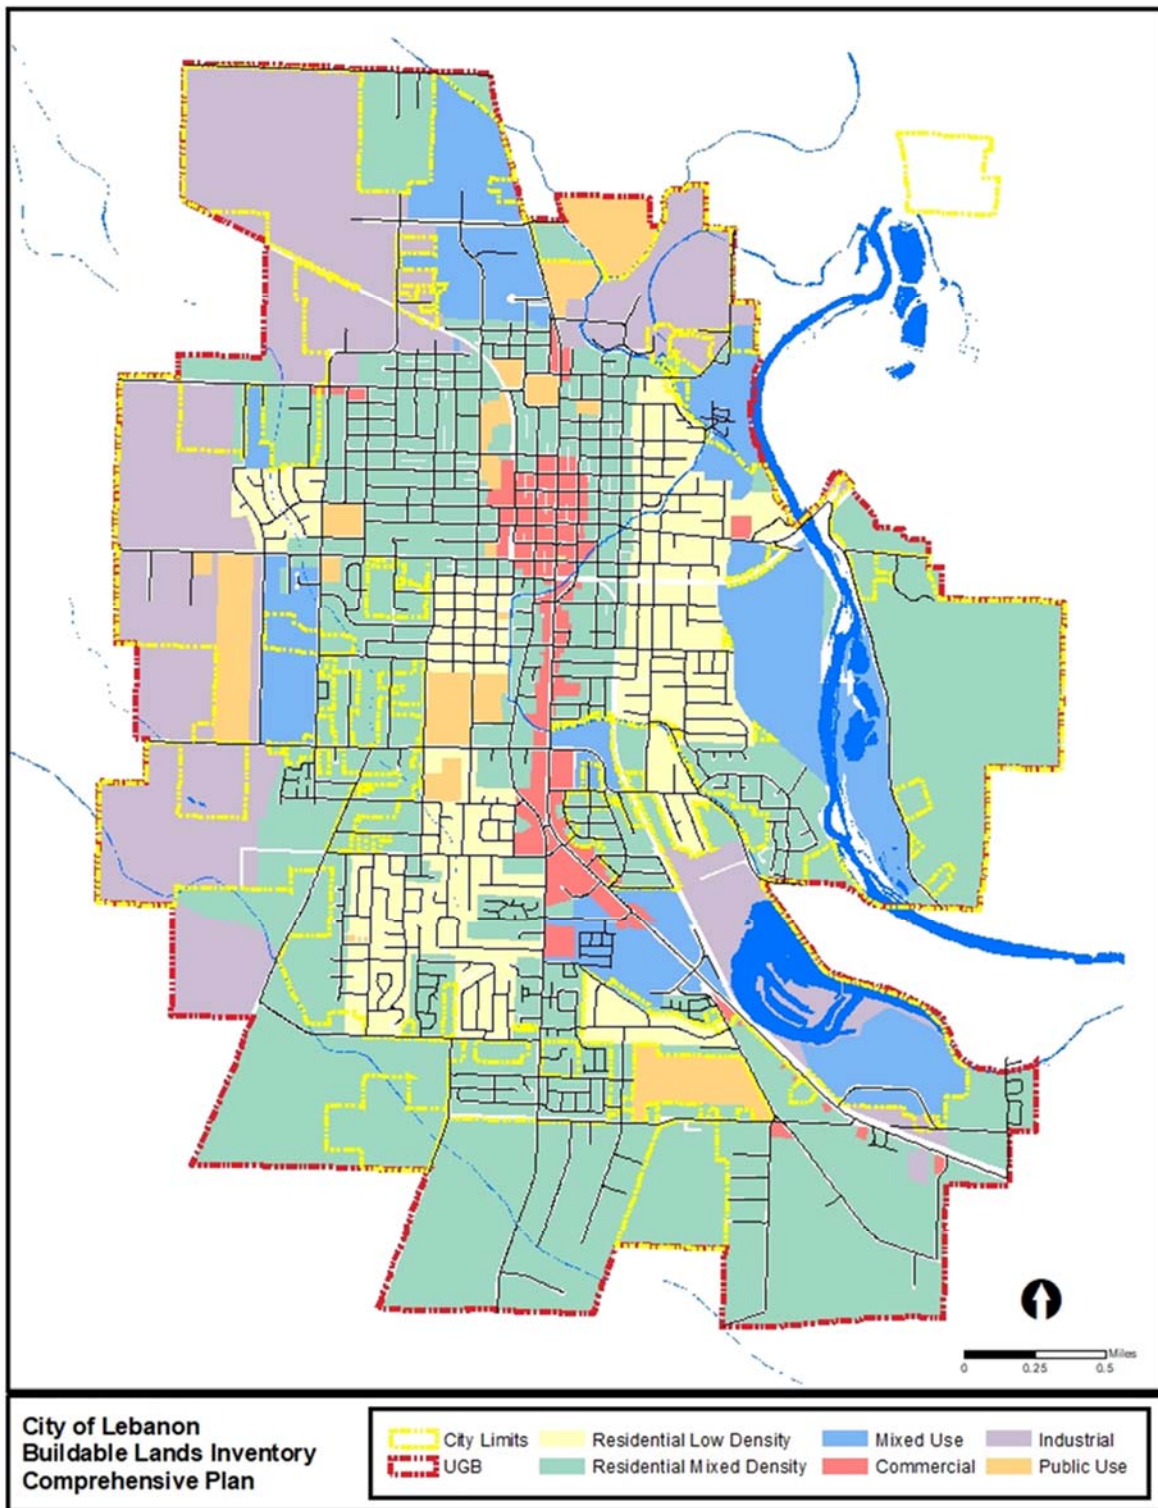 Miles
0 0.25 0.5
City of Lebanon
Buildable Lands Inventory
Comprehensive Plan
City Limits Residential Low Density Mixed Use Industrial
UGB Residential Mixed Density Commercial Public Use